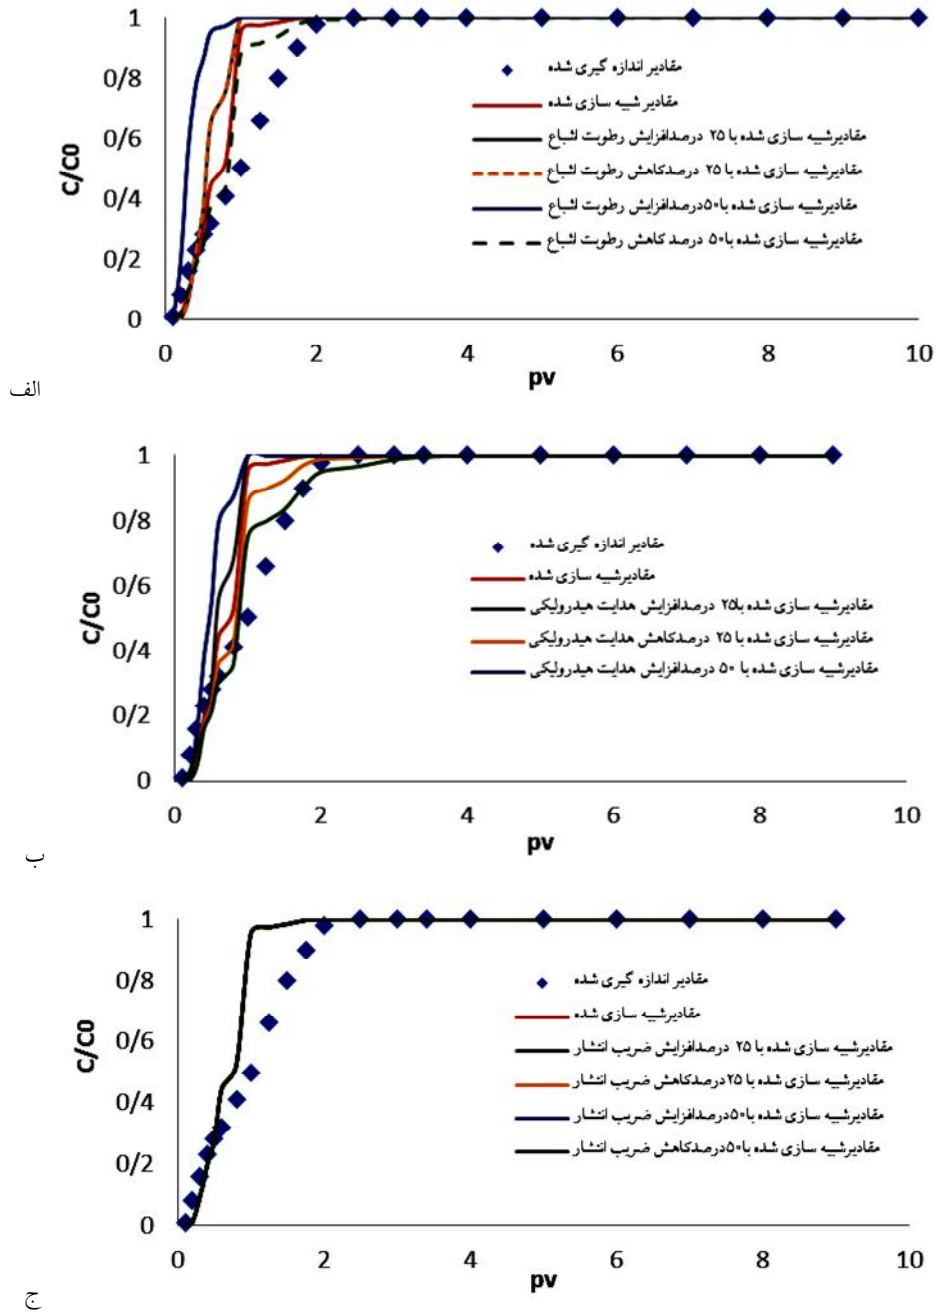 1
0/8
0/6
0/4
0/2
0
C/C0
0 2 4 6 8 10
pv
مقادیر اندازه گیری شده
مقادیر شبیه سازی شده
مقادیرشبیه سازی شده با ۲۵ درصدافزایش رطوبت اشباع
مقادیرشبیه سازی شده با ۲۵ درصدکاهش رطوبت اشباع
مقادیرشبیه سازی شده با۵۰درصدافزایش رطوبت اشباع
مقادیرشبیه سازی شده با۵۰ درصد کاهش رطوبت اشباع
الف
1
0/8
0/6
0/4
0/2
0
C/C0
0 2 4 6 8 10
pv
مقادیر اندازه گیری شده
مقادیرشبیه سازی شده
مقادیرشبیه سازی شده با۲۵ درصدافزایش هدایت هیدرولیکی
مقادیرشبیه سازی شده با ۲۵ درصدکاهش هدایت هیدرولیکی
مقادیرشبیه سازی شده با ۵۰ درصدافزایش هدایت هیدرولیکی
ب
1
0/8
0/6
0/4
0/2
0
C/C0
0 2 4 6 8 10
pv
مقادیر اندازه گیری شده
مقادیرشبیه سازی شده
مقادیرشبیه سازی شده با ۲۵ درصدافزایش ضریب انتشار
مقادیرشبیه سازی شده با ۲۵درصدکاهش ضریب انتشار
مقادیرشبیه سازی شده با۵۰درصدافزایش ضریب انتشار
مقادیرشبیه سازی شده با۵۰درصدکاهش ضریب انتشار
ج